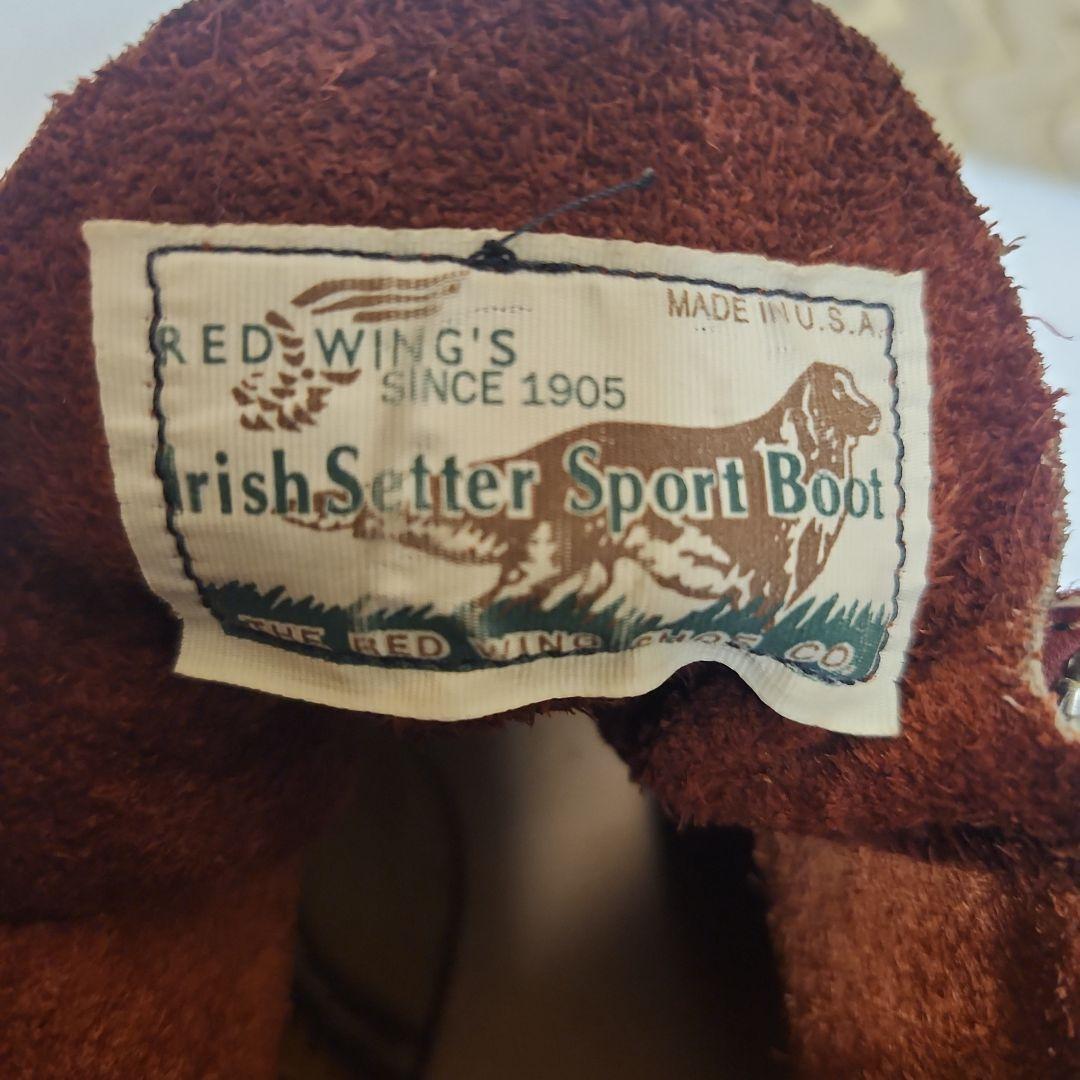 MADE IN U.S.A.
RED WING'S
SINCE 1905
Irish Setter Sport Boot
THE RED WING SHOE CO